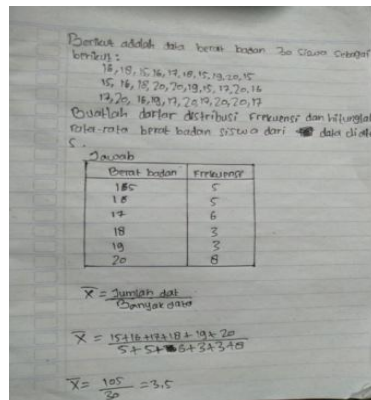 Berikut adalah data berat badan 30 siswa sebagai
berikut :
16, 18, 15, 16, 17, 18, 15, 19, 20, 15
15, 16, 18, 20, 20, 19, 15, 17, 20, 16
17, 20, 16, 19, 17, 20, 17, 20, 20, 17
Buatlah daftar distribusi frekuensi dan hitunglah
rata-rata berat badan siswa dari data diat
s.
Jawab
Berat badan Frekuensi
15 5
16 5
17 6
18 3
19 3
20 8
x̄ = Jumlah dat
Banyak data
x̄ = 15+16+17+18+19+20
5+5+6+3+3+8
x̄ = 105 = 3.5
30